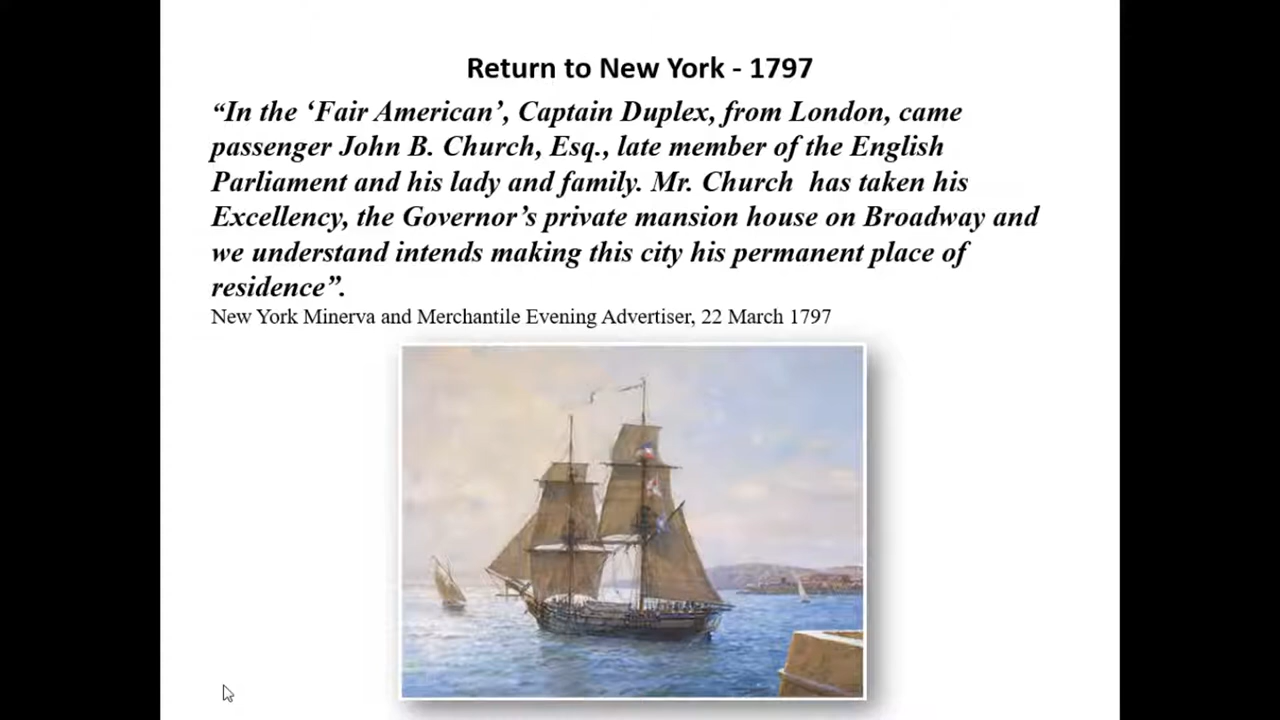 Return to New York - 1797
“In the ‘Fair American’, Captain Duplex, from London, came
passenger John B. Church, Esq., late member of the English
Parliament and his lady and family. Mr. Church has taken his
Excellency, the Governor’s private mansion house on Broadway and
we understand intends making this city his permanent place of
residence”.
New York Minerva and Merchantile Evening Advertiser, 22 March 1797